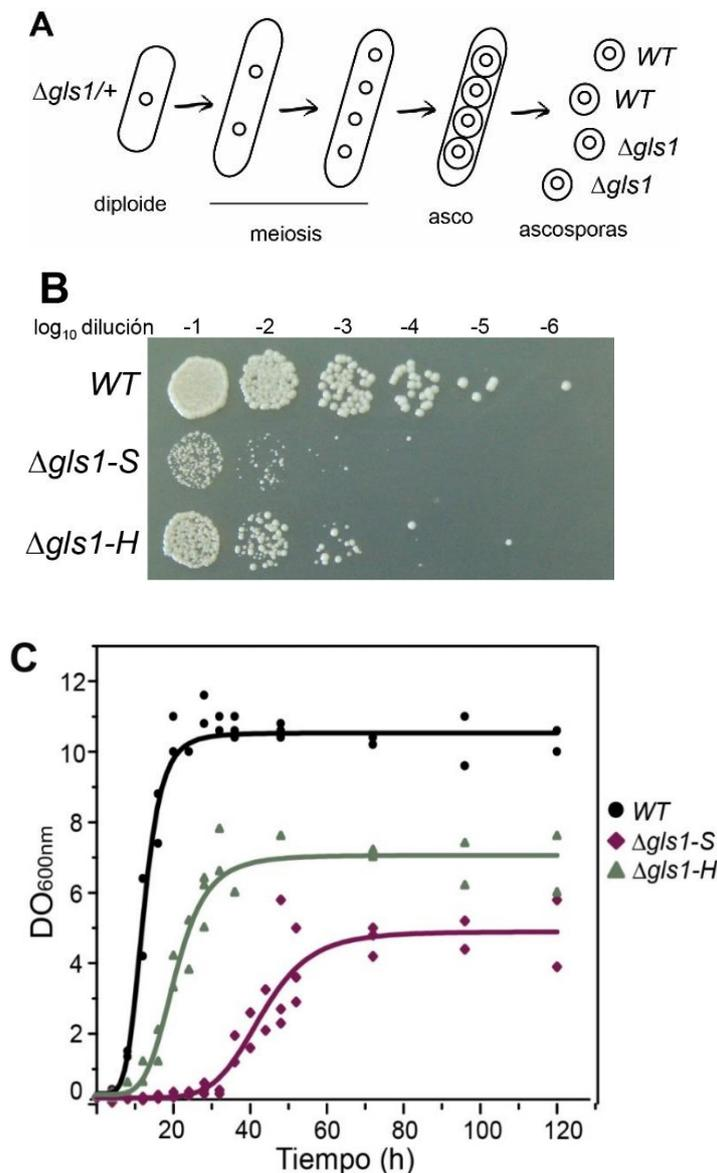 A
Δgls1/+
WT
WT
Δgls1
Δgls1
diploide
meiosis
asco
ascosporas
B
log₁₀ dilución -1 -2 -3 -4 -5 -6
WT
Δgls1-S
Δgls1-H
C
DO600nm
12
10
8
6
4
2
0
20 40 60 80 100 120
Tiempo (h)
WT
Δgls1-S
Δgls1-H